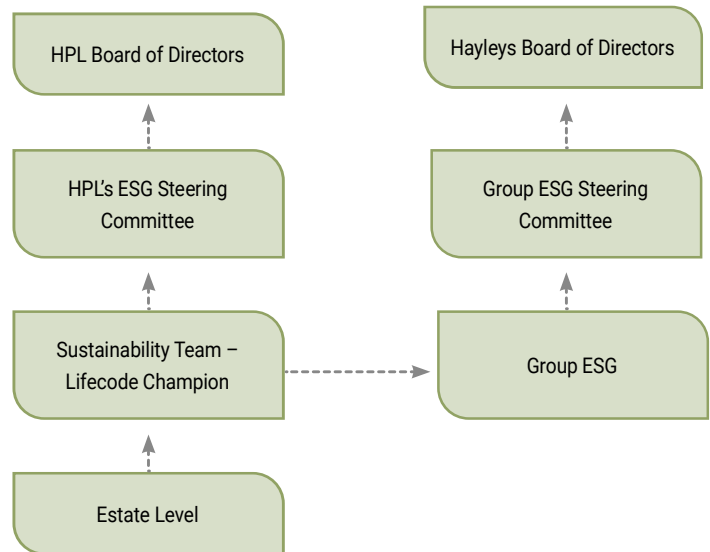 HPL Board of Directors
Hayleys Board of Directors
HPL's ESG Steering
Committee
Group ESG Steering
Committee
Sustainability Team –
Lifecode Champion
Group ESG
Estate Level